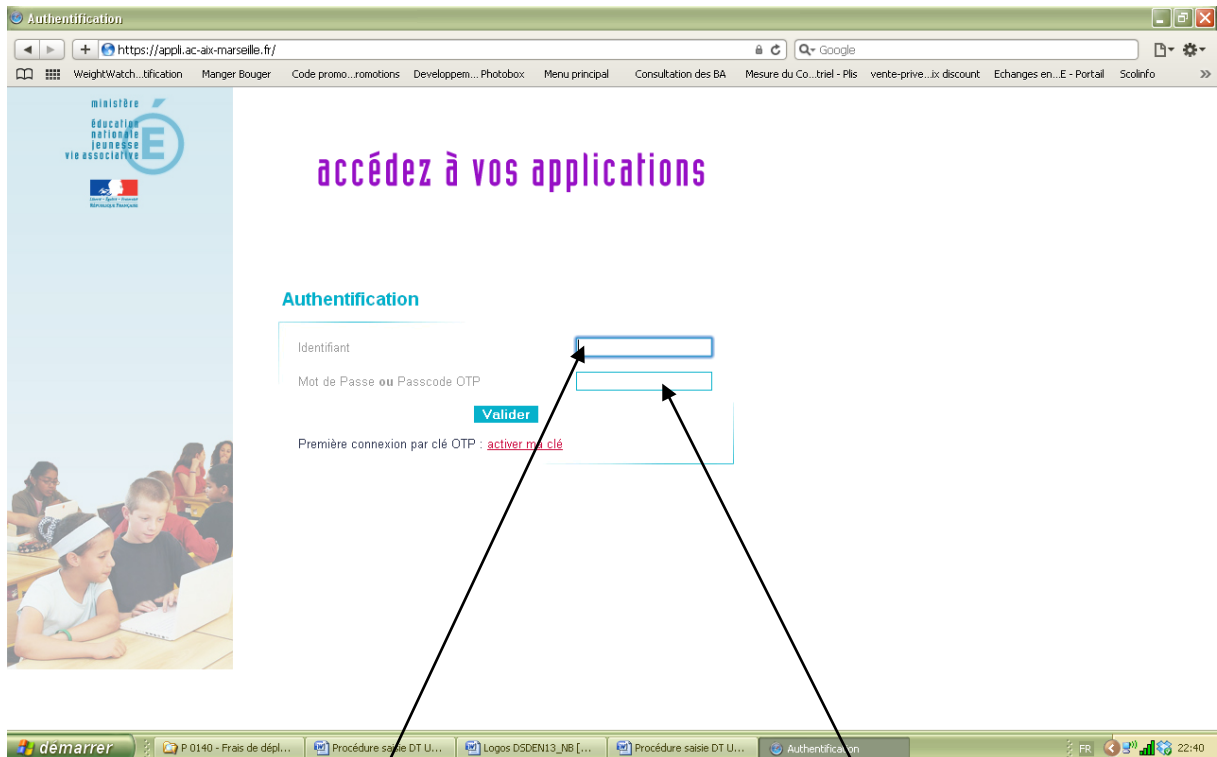 Authentification
https://appli.ac-aix-marseille.fr/
Google
WeightWatch...tification Manger Bouger Code promo...romotions Developpem... Photobox Menu principal Consultation des BA Mesure du Co...triel - Plis vente-prive...ix discount Echanges en...E - Portail Scolinfo »
ministère
éducation
nationale
jeunesse
vie associative
É
RÉPUBLIQUE FRANÇAISE
accédez à vos applications
Authentification
Identifiant
Mot de Passe ou Passcode OTP
Valider
Première connexion par clé OTP : activer ma clé
démarrer P 0140 - Frais de dépl... Procédure saisie DT U... Logos DSDEN13_NB [... Procédure saisie DT U... Authentification FR 22:40